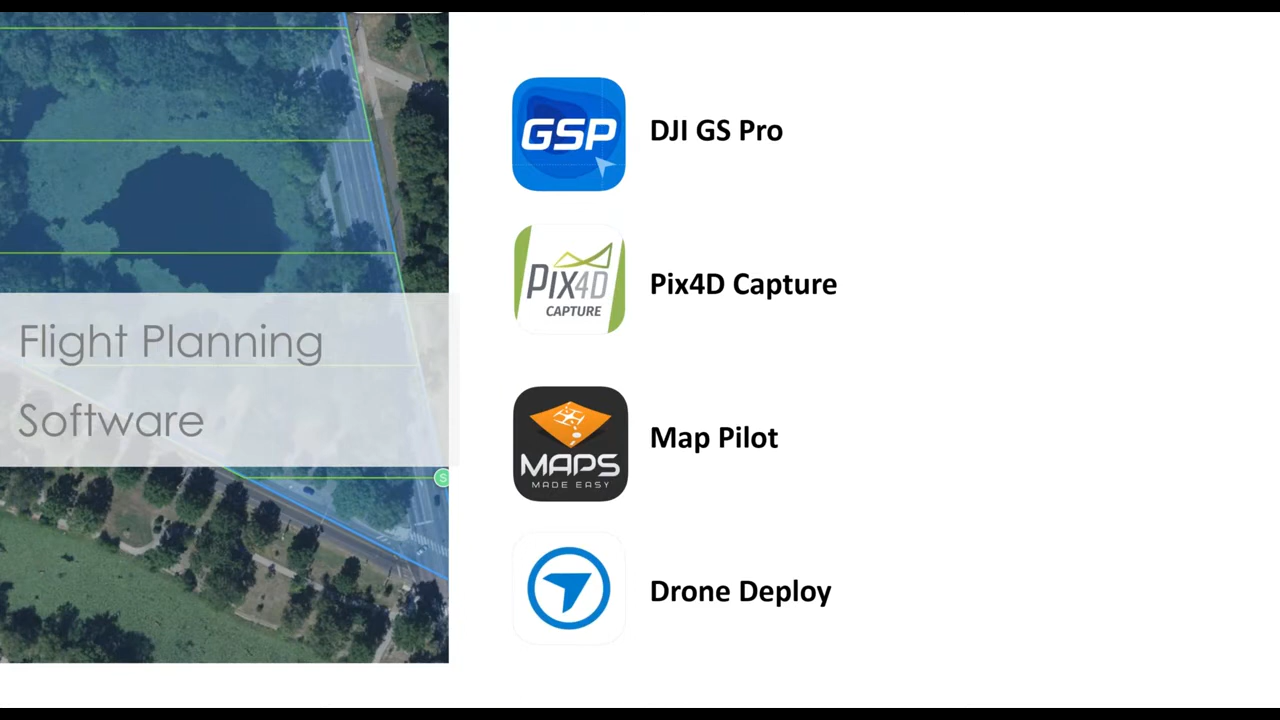 Flight Planning
Software
GSP
DJI GS Pro
PIX4D
CAPTURE
Pix4D Capture
MAPS
MADE EASY
Map Pilot
Drone Deploy
S